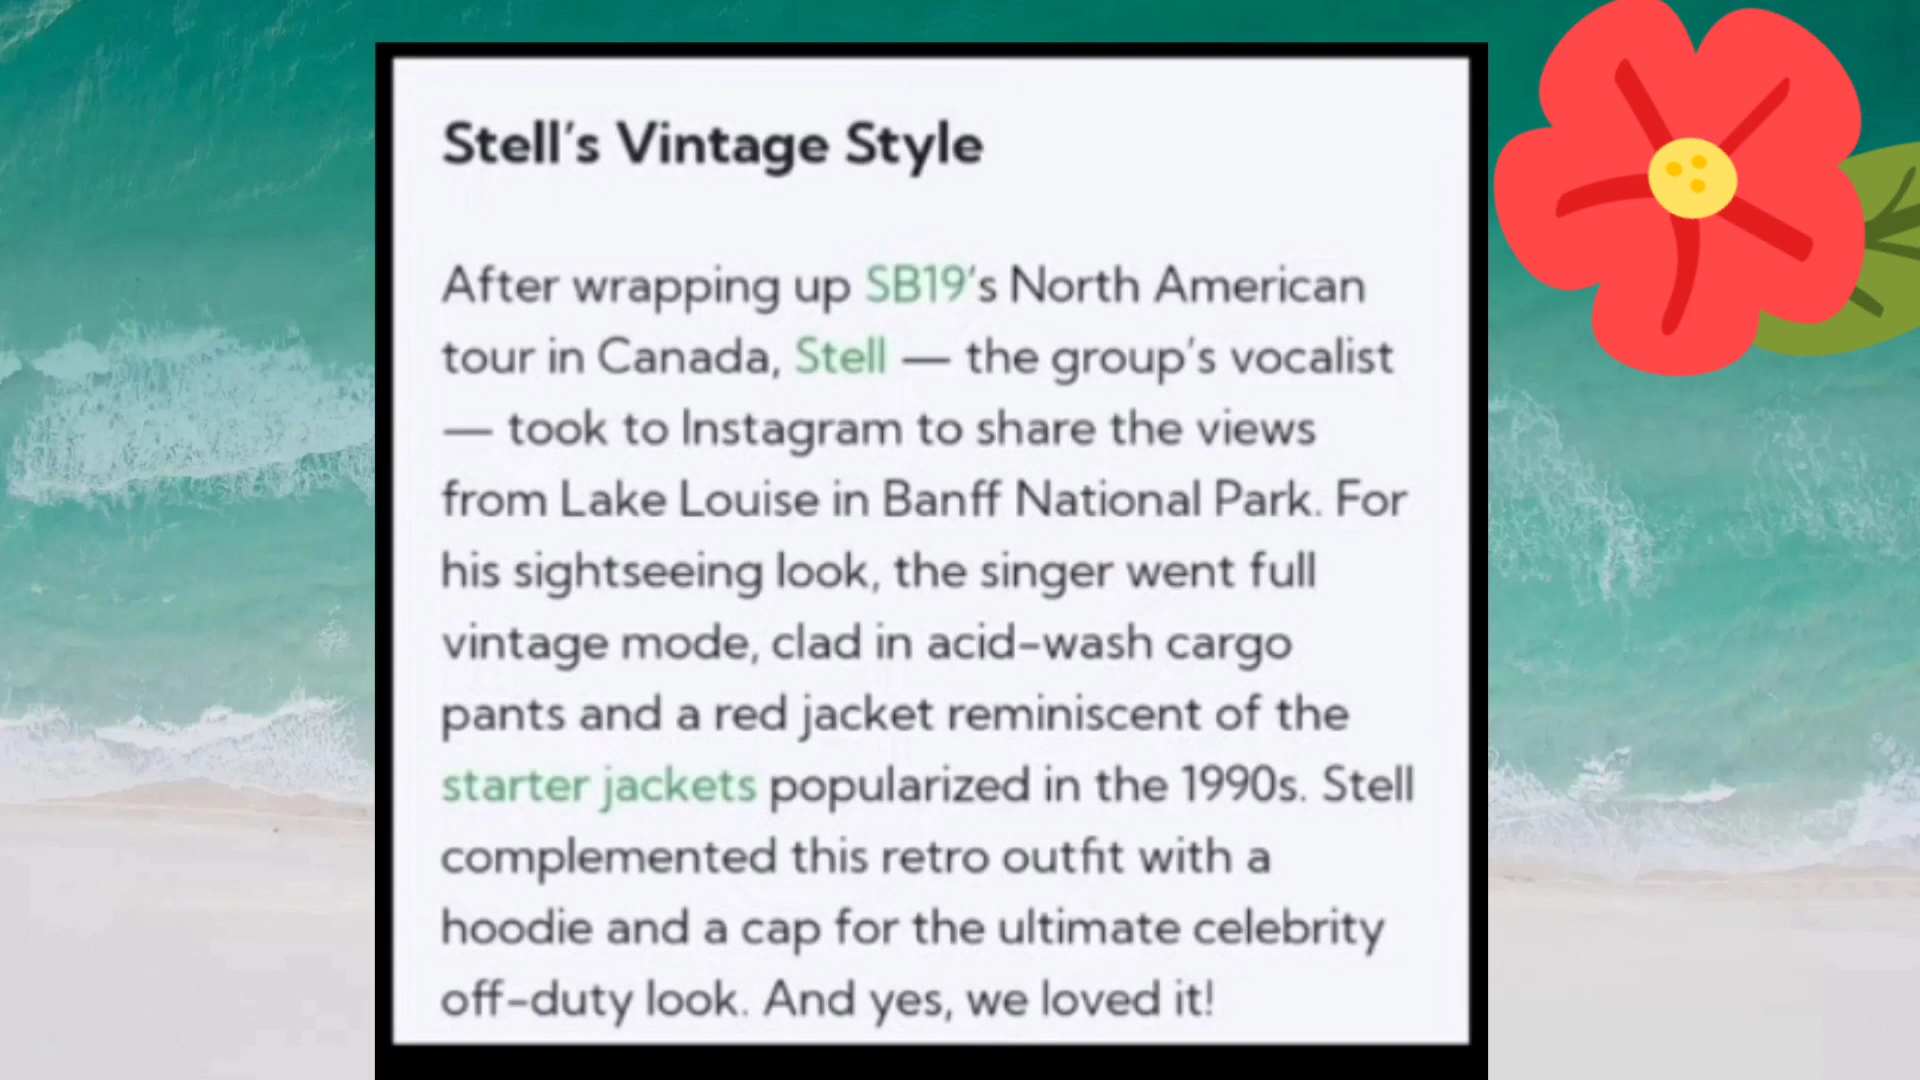 Stell's Vintage Style
After wrapping up SB19's North American
tour in Canada, Stell — the group's vocalist
— took to Instagram to share the views
from Lake Louise in Banff National Park. For
his sightseeing look, the singer went full
vintage mode, clad in acid-wash cargo
pants and a red jacket reminiscent of the
starter jackets popularized in the 1990s. Stell
complemented this retro outfit with a
hoodie and a cap for the ultimate celebrity
off-duty look. And yes, we loved it!